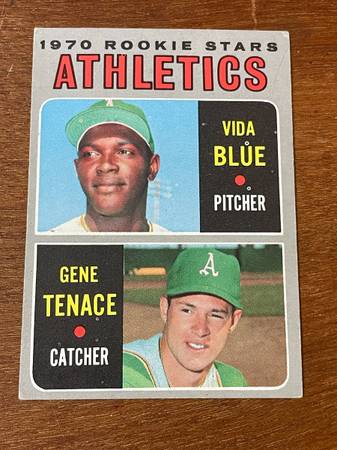 1970 ROOKIE STARS
ATHLETICS
A
VIDA
BLUE
PITCHER
GENE
TENACE
CATCHER
A